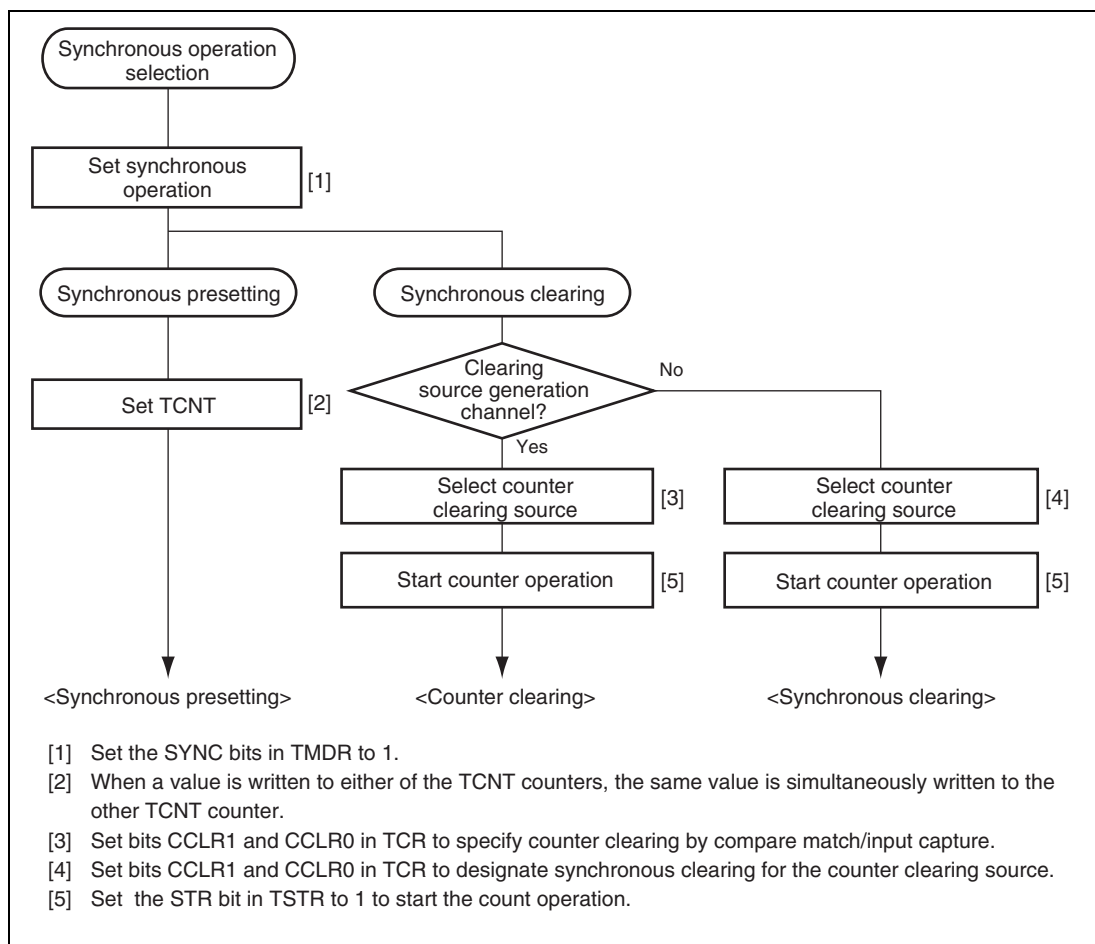 Synchronous operation
selection
Set synchronous
operation
[1]
Synchronous presetting
Synchronous clearing
Clearing
source generation
channel?
No
Set TCNT
[2]
Yes
Select counter
clearing source
[3]
Select counter
clearing source
[4]
Start counter operation
[5]
Start counter operation
[5]
<Synchronous presetting>
<Counter clearing>
<Synchronous clearing>
[1] Set the SYNC bits in TMDR to 1.
[2] When a value is written to either of the TCNT counters, the same value is simultaneously written to the
other TCNT counter.
[3] Set bits CCLR1 and CCLR0 in TCR to specify counter clearing by compare match/input capture.
[4] Set bits CCLR1 and CCLR0 in TCR to designate synchronous clearing for the counter clearing source.
[5] Set the STR bit in TSTR to 1 to start the count operation.